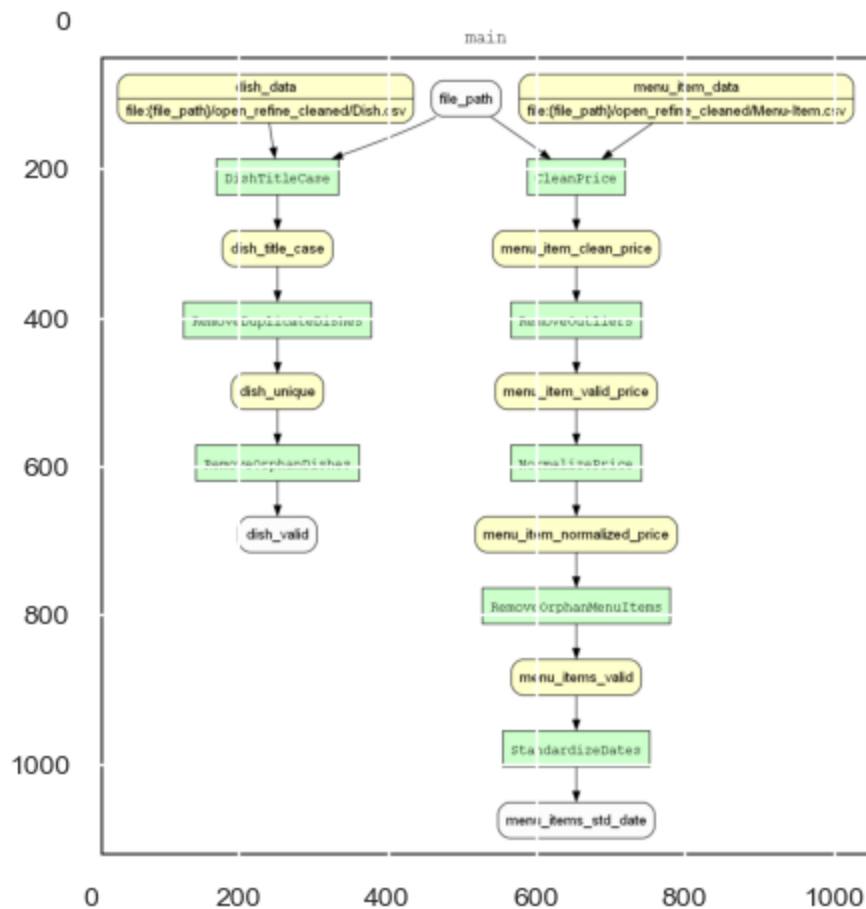 0
main
dish_data
file:{file_path}/open_refine_cleaned/Dish.csv
file_path
menu_item_data
file:{file_path}/open_refine_cleaned/Menu-Item.csv
200
DishTitleCase
CleanPrice
dish_title_case
menu_item_clean_price
400
RemoveDuplicateDishes
RemoveOutliers
dish_unique
menu_item_valid_price
600
RemoveOrphanDishes
NormalizePrice
dish_valid
menu_item_normalized_price
800
RemoveOrphanMenuItems
menu_items_valid
StandardizeDates
1000
menu_items_std_date
0 200 400 600 800 1000